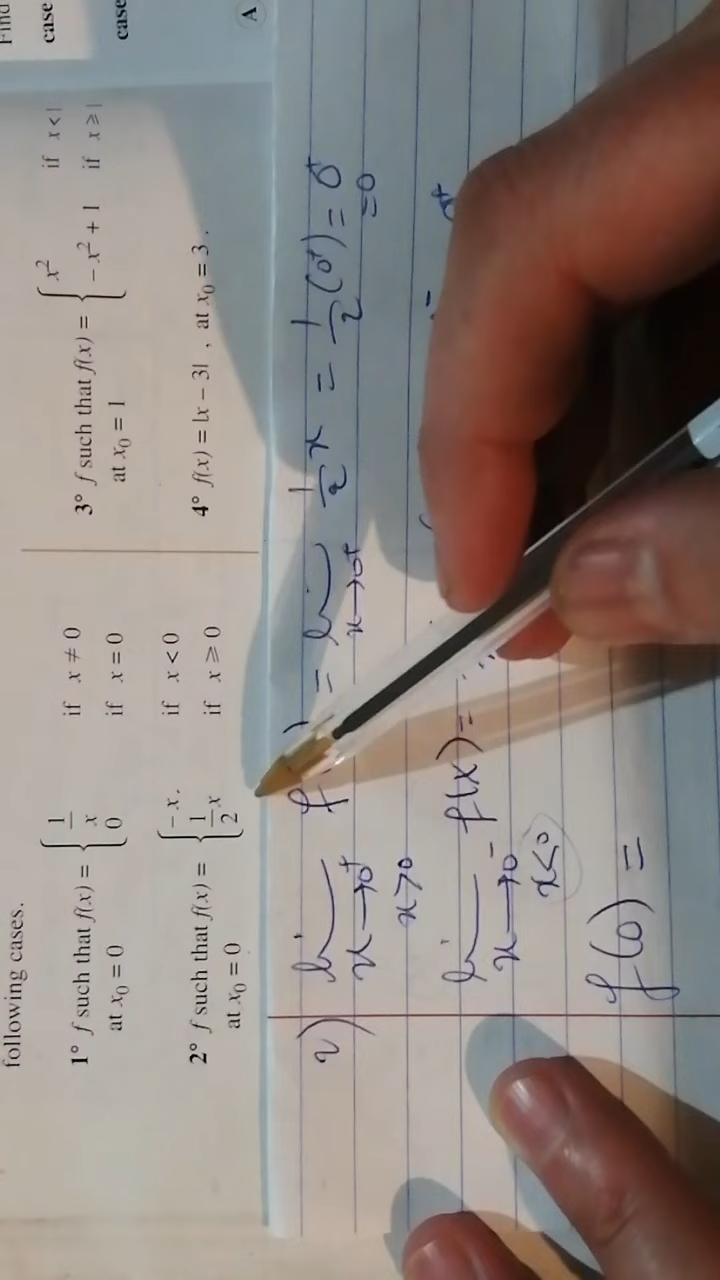 Find
case
case
A
following cases.
1° f such that f(x) = { 1/x if x ≠ 0
0 if x = 0
at x₀ = 0
2° f such that f(x) = { -x, if x < 0
1/2 x if x ≥ 0
at x₀ = 0
3° f such that f(x) = { x² if x < 1
-x² + 1 if x ≥ 1
at x₀ = 1
4° f(x) = |x - 3| , at x₀ = 3 .
2) lim f ) = lim 1/2 x = 1/2 (0⁺) = 0⁺
x→0⁺ x→0⁺ =0
x>0
lim f(x) =
x→0⁻
x<0
f(0) =